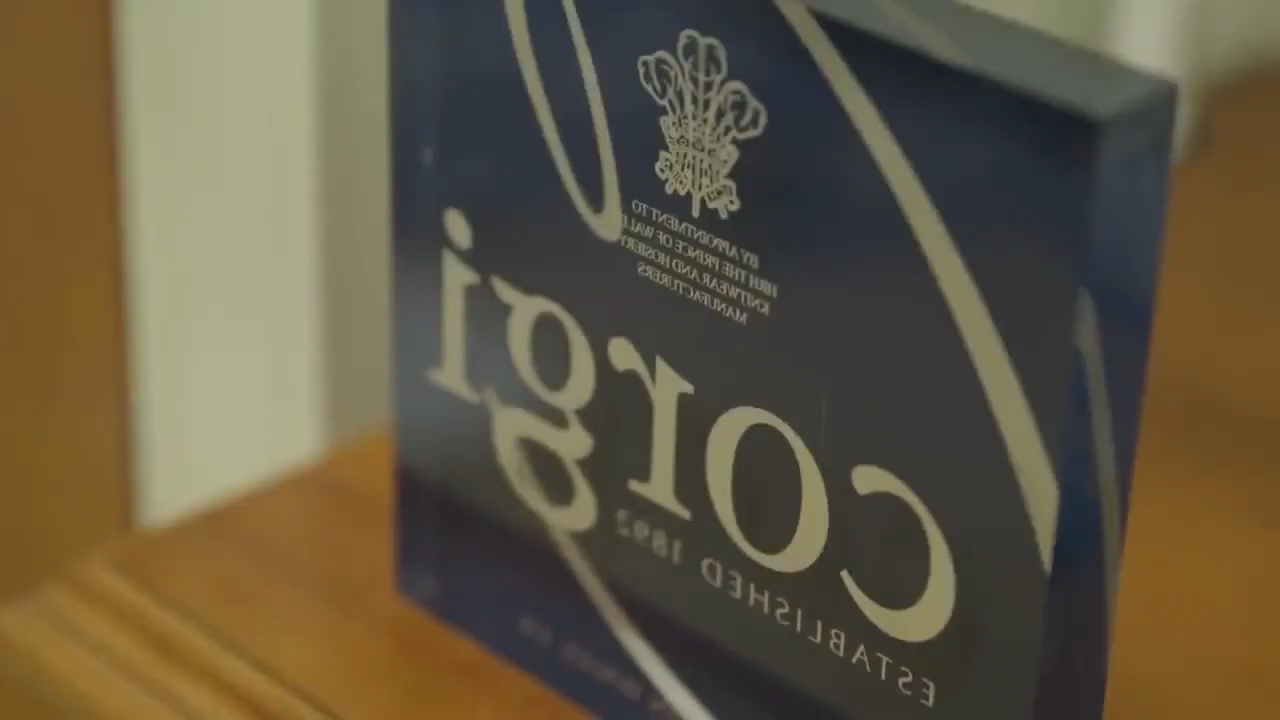 BY APPOINTMENT TO
HRH THE PRINCE OF WALES
KNITWEAR AND HOSIERY
MANUFACTURERS
corgi
ESTABLISHED 1892